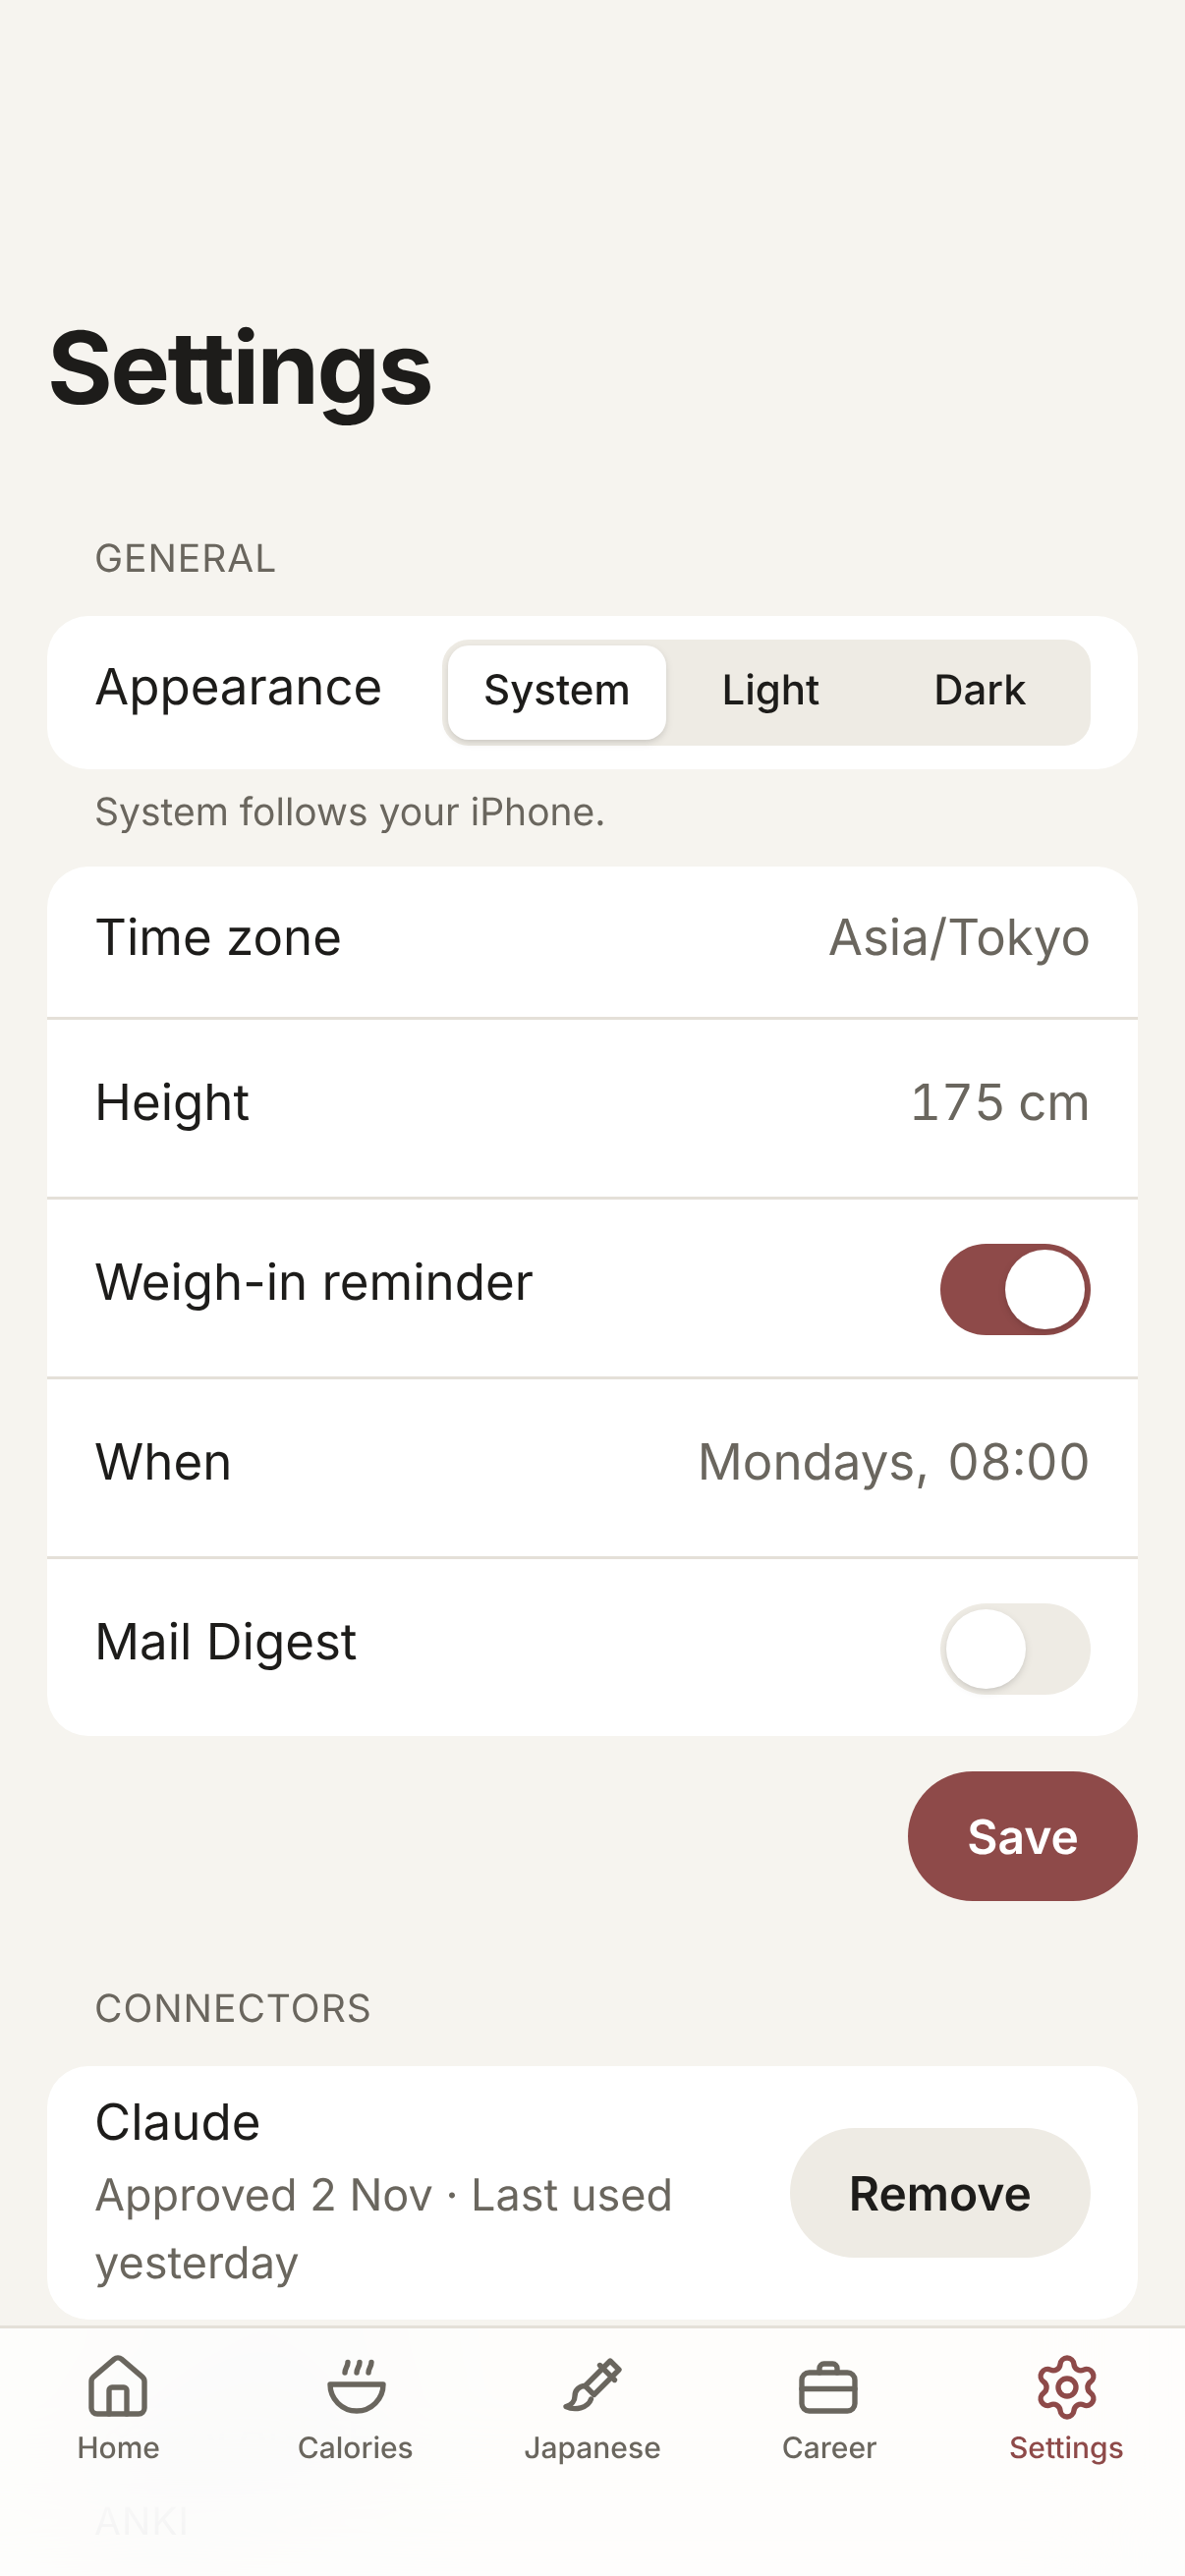 Settings
GENERAL
Appearance
System
Light
Dark
System follows your iPhone.
Time zone
Asia/Tokyo
Height
175 cm
Weigh-in reminder
When
Mondays, 08:00
Mail Digest
Save
CONNECTORS
Claude
Approved 2 Nov · Last used
yesterday
Remove
Home
Calories
Japanese
Career
Settings
ANKI